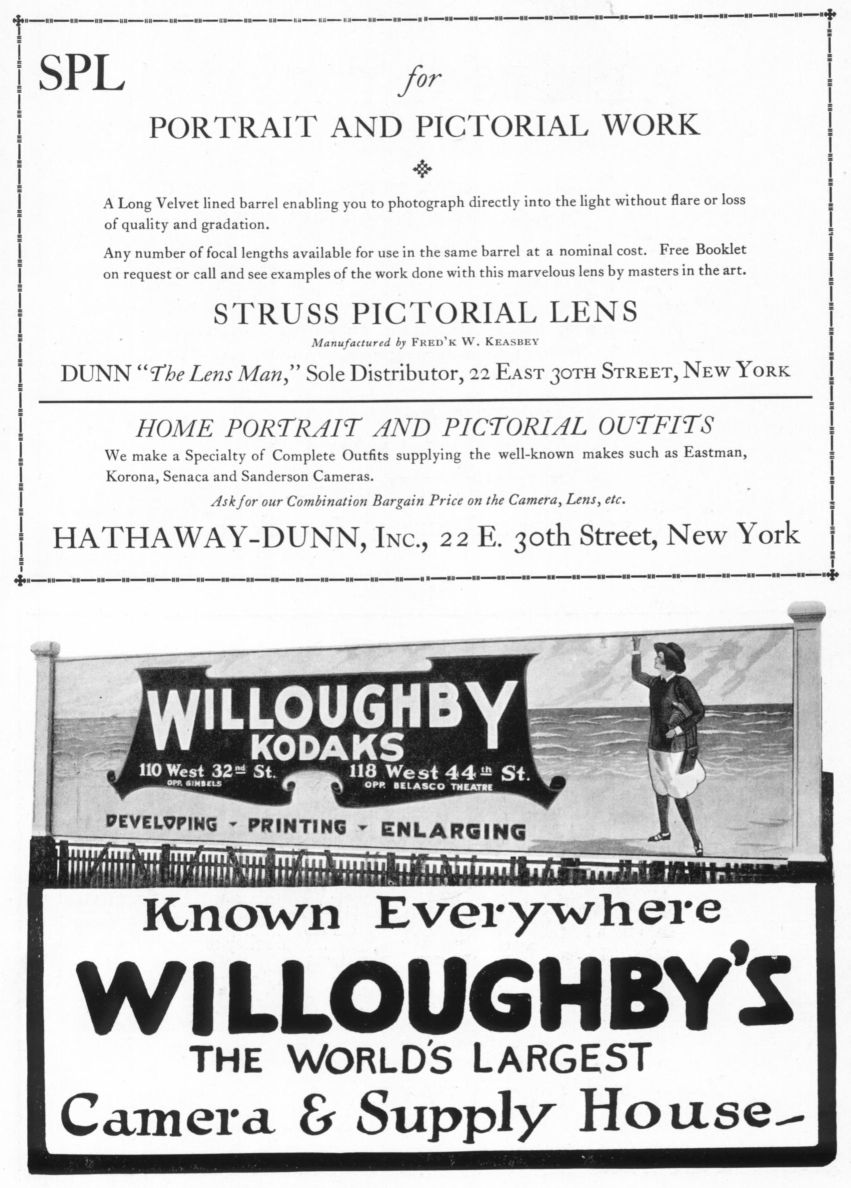 SPL
for
PORTRAIT AND PICTORIAL WORK
A Long Velvet lined barrel enabling you to photograph directly into the light without flare or loss
of quality and gradation.
Any number of focal lengths available for use in the same barrel at a nominal cost. Free Booklet
on request or call and see examples of the work done with this marvelous lens by masters in the art.
STRUSS PICTORIAL LENS
Manufactured by FRED'K W. KEASBEY
DUNN "The Lens Man," Sole Distributor, 22 EAST 30TH STREET, NEW YORK
HOME PORTRAIT AND PICTORIAL OUTFITS
We make a Specialty of Complete Outfits supplying the well-known makes such as Eastman,
Korona, Senaca and Sanderson Cameras.
Ask for our Combination Bargain Price on the Camera, Lens, etc.
HATHAWAY-DUNN, INC., 22 E. 30th Street, New York
WILLOUGHBY
KODAKS
110 West 32nd St. 118 West 44th St.
OPP. GIMBELS OPP. BELASCO THEATRE
DEVELOPING - PRINTING - ENLARGING
Known Everywhere
WILLOUGHBY'S
THE WORLD'S LARGEST
Camera & Supply House-